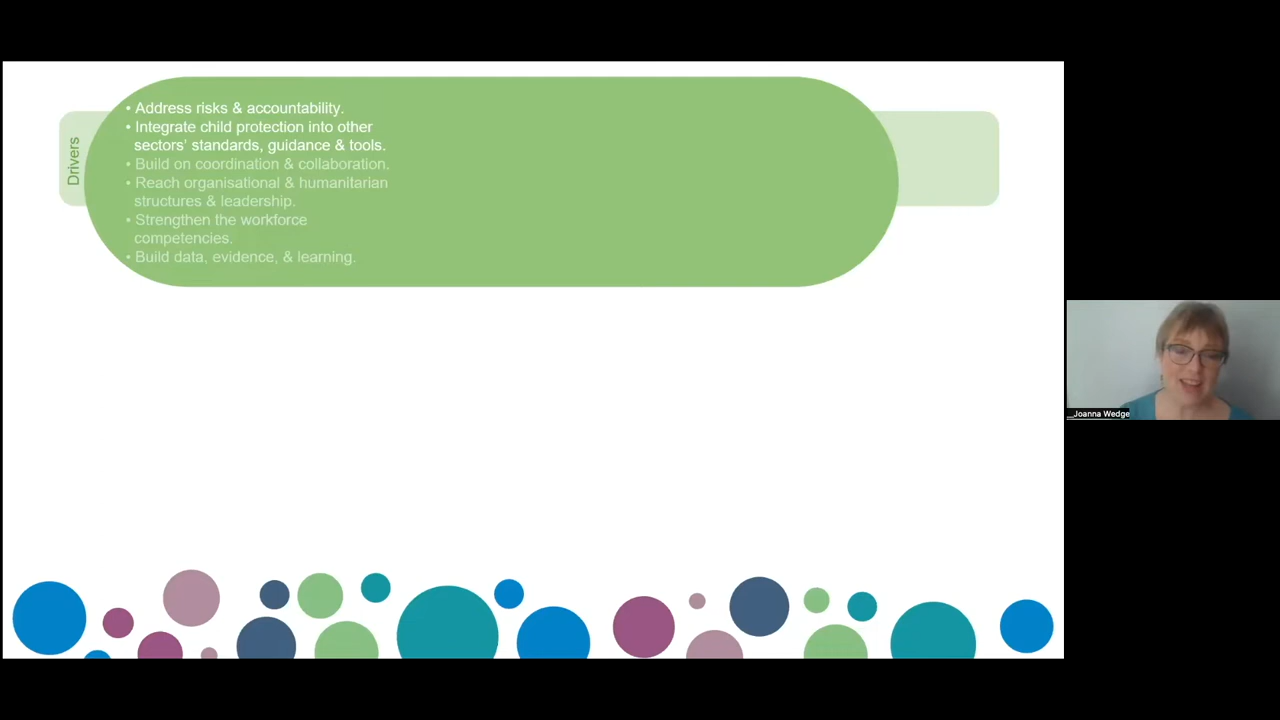 Drivers
• Address risks & accountability.
• Integrate child protection into other
sectors’ standards, guidance & tools.
• Build on coordination & collaboration.
• Reach organisational & humanitarian
structures & leadership.
• Strengthen the workforce
competencies.
• Build data, evidence, & learning.
Joanna Wedge